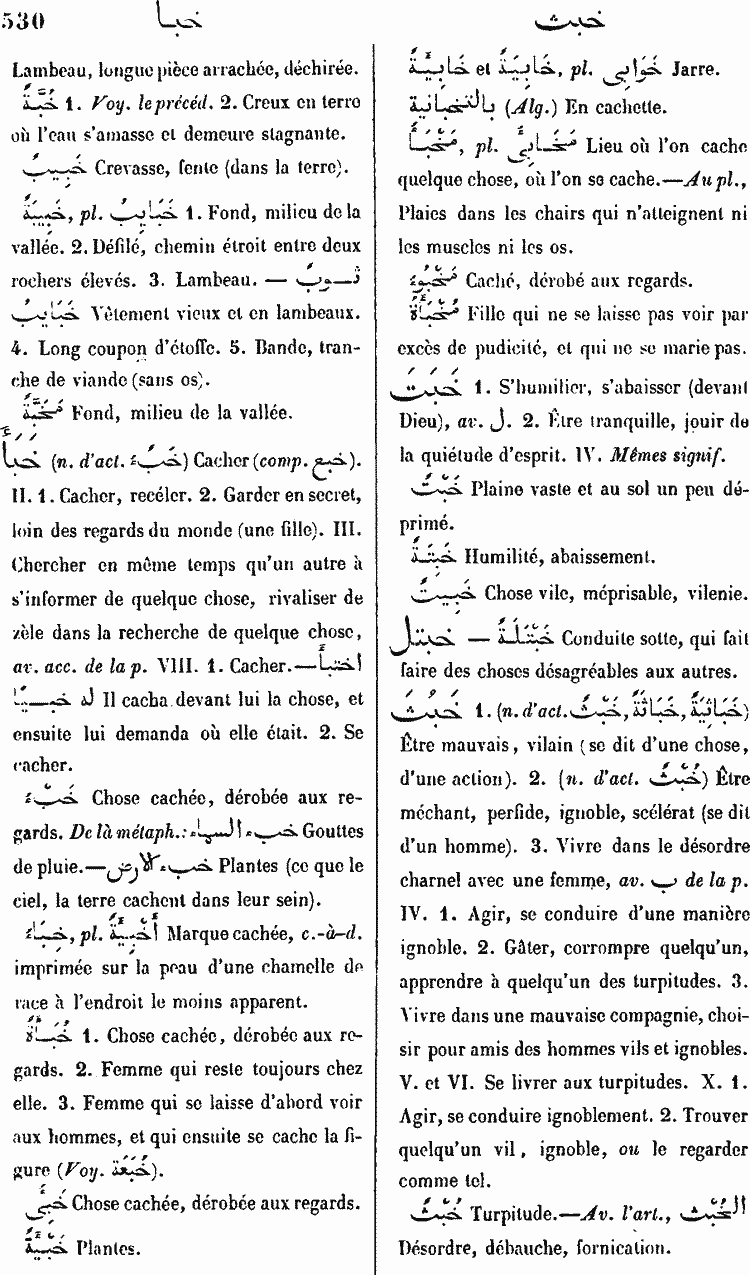 530
خبا
خبث
Lambeau, longue pièce arrachée, déchirée.
خَبَّةٌ 1. Voy. le précéd. 2. Creux en terre
où l'eau s'amasse et demeure stagnante.
خَبِيبٌ Crevasse, fente (dans la terre).
خَبِيبَةٌ, pl. خَبَايِبُ 1. Fond, milieu de la
vallée. 2. Défilé, chemin étroit entre deux
rochers élevés. 3. Lambeau. — ثَوْبٌ
خَبَايِبُ Vêtement vieux et en lambeaux.
4. Long coupon d'étoffe. 5. Bande, tran-
che de viande (sans os).
مَخَبَّةٌ Fond, milieu de la vallée.
خَبَأَ (n. d'act. خَبْءٌ) Cacher (comp. خبع).
II. 1. Cacher, recéler. 2. Garder en secret,
loin des regards du monde (une fille). III.
Chercher en même temps qu'un autre à
s'informer de quelque chose, rivaliser de
zèle dans la recherche de quelque chose,
av. acc. de la p. VIII. 1. Cacher.—اختبأ
له خبيئًا Il cacha devant lui la chose, et
ensuite lui demanda où elle était. 2. Se
cacher.
خَبْءٌ Chose cachée, dérobée aux re-
gards. De là métaph.: خبء السماء Gouttes
de pluie.—خبء الارض Plantes (ce que le
ciel, la terre cachent dans leur sein).
خِبَاءٌ, pl. أَخْبِيَةٌ Marque cachée, c.-à-d.
imprimée sur la peau d'une chamelle de
race à l'endroit le moins apparent.
خُبَأَةٌ 1. Chose cachée, dérobée aux re-
gards. 2. Femme qui reste toujours chez
elle. 3. Femme qui se laisse d'abord voir
aux hommes, et qui ensuite se cache la fi-
gure (Voy. خُبَعَةٌ).
خَبِىءٌ Chose cachée, dérobée aux regards.
خَبِيْئَةٌ Plantes.
خَابِئَةٌ et خَابِيَةٌ, pl. خَوَابِى Jarre.
بالتخبانية (Alg.) En cachette.
مَخْبَأٌ, pl. مَخَابِئُ Lieu où l'on cache
quelque chose, où l'on se cache.—Au pl.,
Plaies dans les chairs qui n'atteignent ni
les muscles ni les os.
مَخْبُوءٌ Caché, dérobé aux regards.
مُخْبَأَةٌ Fille qui ne se laisse pas voir par
excès de pudicité, et qui ne se marie pas.
خَبَتَ 1. S'humilier, s'abaisser (devant
Dieu), av. ل. 2. Être tranquille, jouir de
la quiétude d'esprit. IV. Mêmes signif.
خَبْتٌ Plaine vaste et au sol un peu dé-
primé.
خَبْتَةٌ Humilité, abaissement.
خَبِيتٌ Chose vile, méprisable, vilenie.
خبتل — خَبْتَلَةٌ Conduite sotte, qui fait
faire des choses désagréables aux autres.
خَبُثَ 1. (n. d'act. خُبْثٌ, خَبَاثَةٌ, خَبَاثِيَةٌ)
Être mauvais, vilain (se dit d'une chose,
d'une action). 2. (n. d'act. خُبْثٌ) Être
méchant, perfide, ignoble, scélérat (se dit
d'un homme). 3. Vivre dans le désordre
charnel avec une femme, av. ب de la p.
IV. 1. Agir, se conduire d'une manière
ignoble. 2. Gâter, corrompre quelqu'un,
apprendre à quelqu'un des turpitudes. 3.
Vivre dans une mauvaise compagnie, choi-
sir pour amis des hommes vils et ignobles.
V. et VI. Se livrer aux turpitudes. X. 1.
Agir, se conduire ignoblement. 2. Trouver
quelqu'un vil, ignoble, ou le regarder
comme tel.
خُبْثٌ Turpitude.—Av. l'art., الخُبْثُ
Désordre, débauche, fornication.